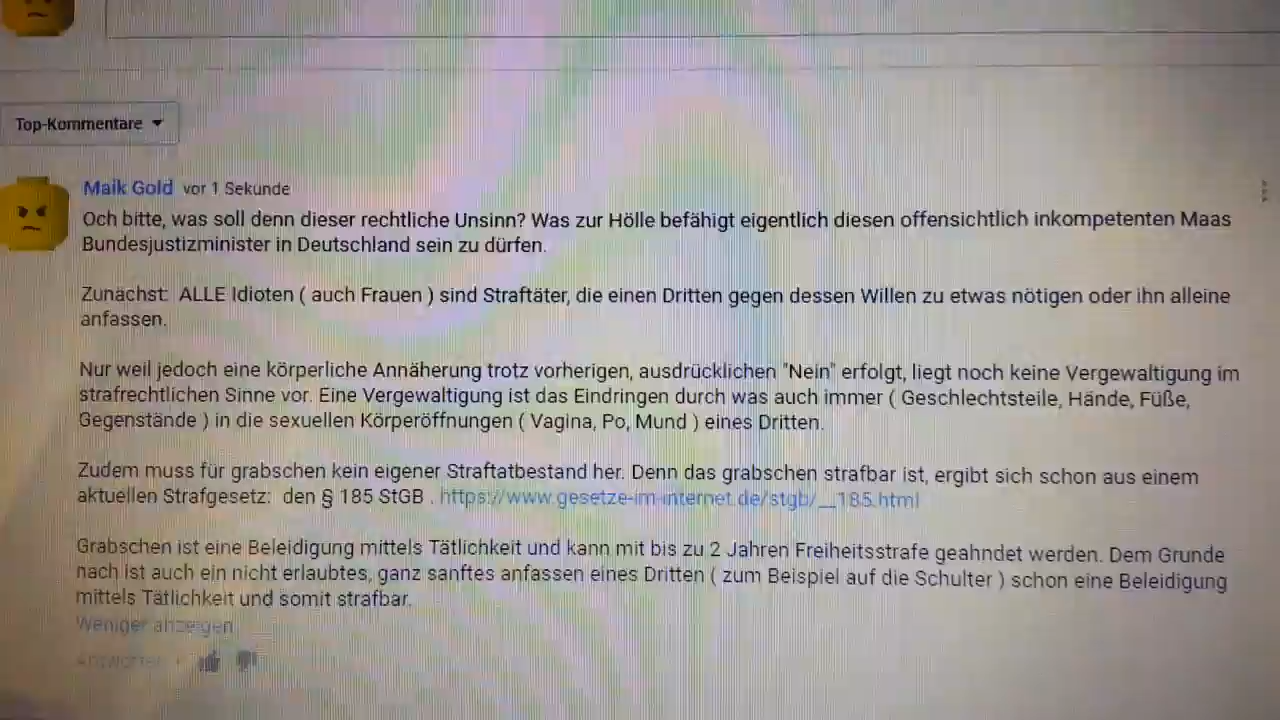 Top-Kommentare
Maik Gold vor 1 Sekunde
Och bitte, was soll denn dieser rechtliche Unsinn? Was zur Hölle befähigt eigentlich diesen offensichtlich inkompetenten Maas
Bundesjustizminister in Deutschland sein zu dürfen.
Zunächst: ALLE Idioten ( auch Frauen ) sind Straftäter, die einen Dritten gegen dessen Willen zu etwas nötigen oder ihn alleine
anfassen.
Nur weil jedoch eine körperliche Annäherung trotz vorherigen, ausdrücklichen "Nein" erfolgt, liegt noch keine Vergewaltigung im
strafrechtlichen Sinne vor. Eine Vergewaltigung ist das Eindringen durch was auch immer ( Geschlechtsteile, Hände, Füße,
Gegenstände ) in die sexuellen Körperöffnungen ( Vagina, Po, Mund ) eines Dritten.
Zudem muss für grabschen kein eigener Straftatbestand her. Denn das grabschen strafbar ist, ergibt sich schon aus einem
aktuellen Strafgesetz: den § 185 StGB . https://www.gesetze-im-internet.de/stgb/__185.html
Grabschen ist eine Beleidigung mittels Tätlichkeit und kann mit bis zu 2 Jahren Freiheitsstrafe geahndet werden. Dem Grunde
nach ist auch ein nicht erlaubtes, ganz sanftes anfassen eines Dritten ( zum Beispiel auf die Schulter ) schon eine Beleidigung
mittels Tätlichkeit und somit strafbar.
Weniger anzeigen
Antworten